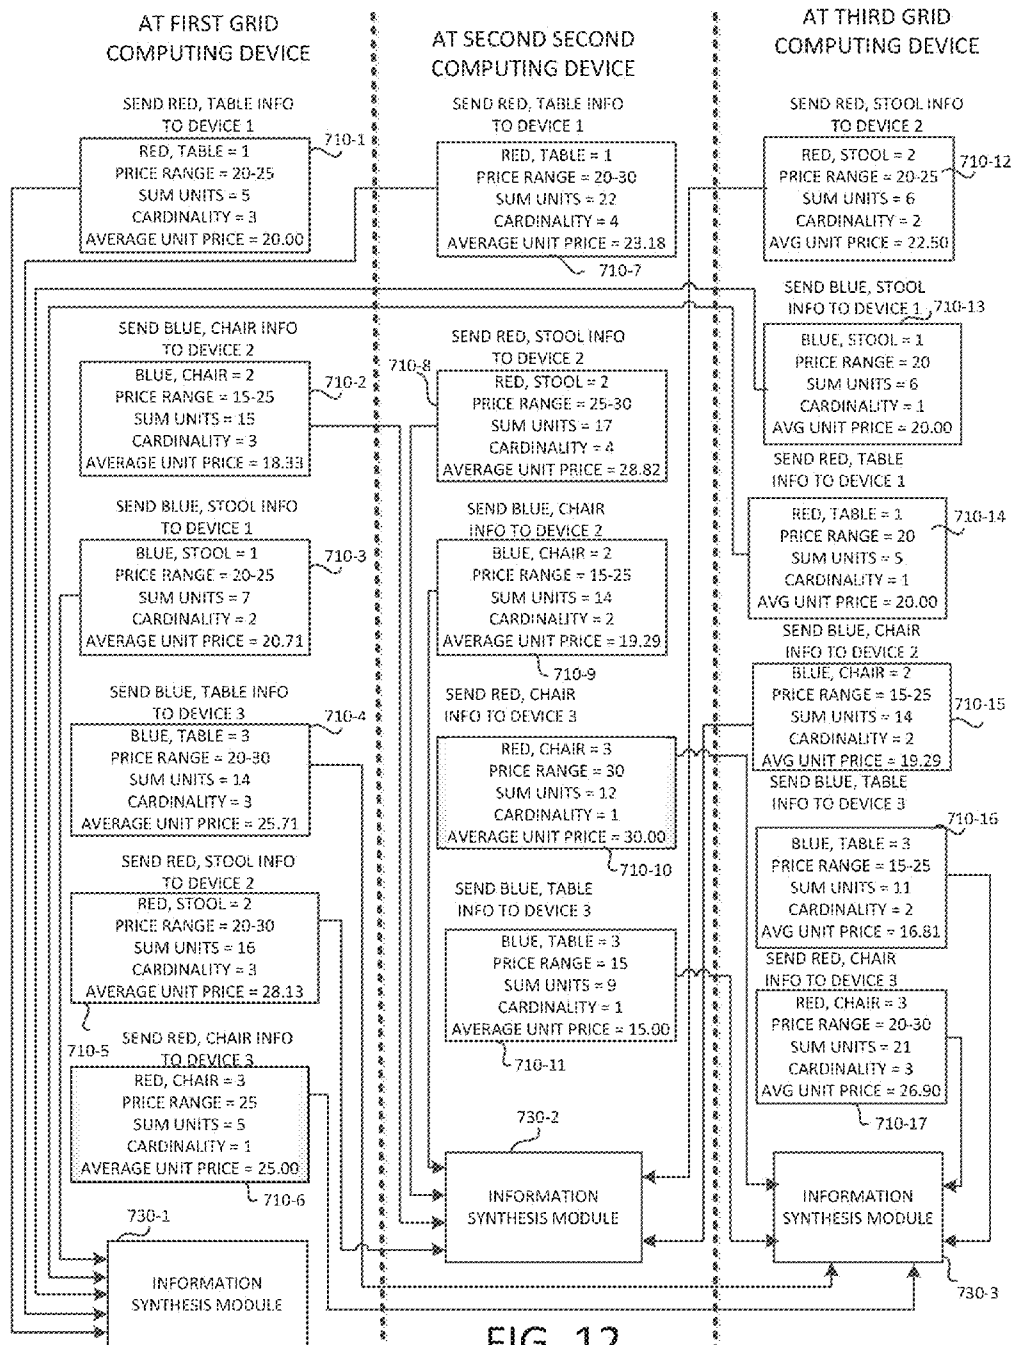 AT FIRST GRID
COMPUTING DEVICE
SEND RED, TABLE INFO
TO DEVICE 1
710-1
RED, TABLE = 1
PRICE RANGE = 20-25
SUM UNITS = 5
CARDINALITY = 3
AVERAGE UNIT PRICE = 20.00
SEND BLUE, CHAIR INFO
TO DEVICE 2
710-2
BLUE, CHAIR = 2
PRICE RANGE = 15-25
SUM UNITS = 15
CARDINALITY = 3
AVERAGE UNIT PRICE = 18.33
SEND BLUE, STOOL INFO
TO DEVICE 1
710-3
BLUE, STOOL = 1
PRICE RANGE = 20-25
SUM UNITS = 7
CARDINALITY = 2
AVERAGE UNIT PRICE = 20.71
SEND BLUE, TABLE INFO
TO DEVICE 3
710-4
BLUE, TABLE = 3
PRICE RANGE = 20-30
SUM UNITS = 14
CARDINALITY = 3
AVERAGE UNIT PRICE = 25.71
SEND RED, STOOL INFO
TO DEVICE 2
RED, STOOL = 2
PRICE RANGE = 20-30
SUM UNITS = 16
CARDINALITY = 3
AVERAGE UNIT PRICE = 28.13
710-5
SEND RED, CHAIR INFO
TO DEVICE 3
RED, CHAIR = 3
PRICE RANGE = 25
SUM UNITS = 5
CARDINALITY = 1
AVERAGE UNIT PRICE = 25.00
710-6
730-1
INFORMATION
SYNTHESIS MODULE
AT SECOND SECOND
COMPUTING DEVICE
SEND RED, TABLE INFO
TO DEVICE 1
RED, TABLE = 1
PRICE RANGE = 20-30
SUM UNITS = 22
CARDINALITY = 4
AVERAGE UNIT PRICE = 23.18
710-7
SEND RED, STOOL INFO
TO DEVICE 2
710-8
RED, STOOL = 2
PRICE RANGE = 25-30
SUM UNITS = 17
CARDINALITY = 4
AVERAGE UNIT PRICE = 28.82
SEND BLUE, CHAIR
INFO TO DEVICE 2
BLUE, CHAIR = 2
PRICE RANGE = 15-25
SUM UNITS = 14
CARDINALITY = 2
AVERAGE UNIT PRICE = 19.29
710-9
SEND RED, CHAIR
INFO TO DEVICE 3
RED, CHAIR = 3
PRICE RANGE = 30
SUM UNITS = 12
CARDINALITY = 1
AVERAGE UNIT PRICE = 30.00
710-10
SEND BLUE, TABLE
INFO TO DEVICE 3
BLUE, TABLE = 3
PRICE RANGE = 15
SUM UNITS = 9
CARDINALITY = 1
AVERAGE UNIT PRICE = 15.00
710-11
730-2
INFORMATION
SYNTHESIS MODULE
AT THIRD GRID
COMPUTING DEVICE
SEND RED, STOOL INFO
TO DEVICE 2
RED, STOOL = 2
710-12
PRICE RANGE = 20-25
SUM UNITS = 6
CARDINALITY = 2
AVG UNIT PRICE = 22.50
SEND BLUE, STOOL
INFO TO DEVICE 1
710-13
BLUE, STOOL = 1
PRICE RANGE = 20
SUM UNITS = 6
CARDINALITY = 1
AVG UNIT PRICE = 20.00
SEND RED, TABLE
INFO TO DEVICE 1
RED, TABLE = 1
710-14
PRICE RANGE = 20
SUM UNITS = 5
CARDINALITY = 1
AVG UNIT PRICE = 20.00
SEND BLUE, CHAIR
INFO TO DEVICE 2
BLUE, CHAIR = 2
PRICE RANGE = 15-25
710-15
SUM UNITS = 14
CARDINALITY = 2
AVG UNIT PRICE = 19.29
SEND BLUE, TABLE
INFO TO DEVICE 3
710-16
BLUE, TABLE = 3
PRICE RANGE = 15-25
SUM UNITS = 11
CARDINALITY = 2
AVG UNIT PRICE = 16.81
SEND RED, CHAIR
INFO TO DEVICE 3
RED, CHAIR = 3
PRICE RANGE = 20-30
SUM UNITS = 21
CARDINALITY = 3
AVG UNIT PRICE = 26.90
710-17
INFORMATION
SYNTHESIS MODULE
730-3
FIG. 12